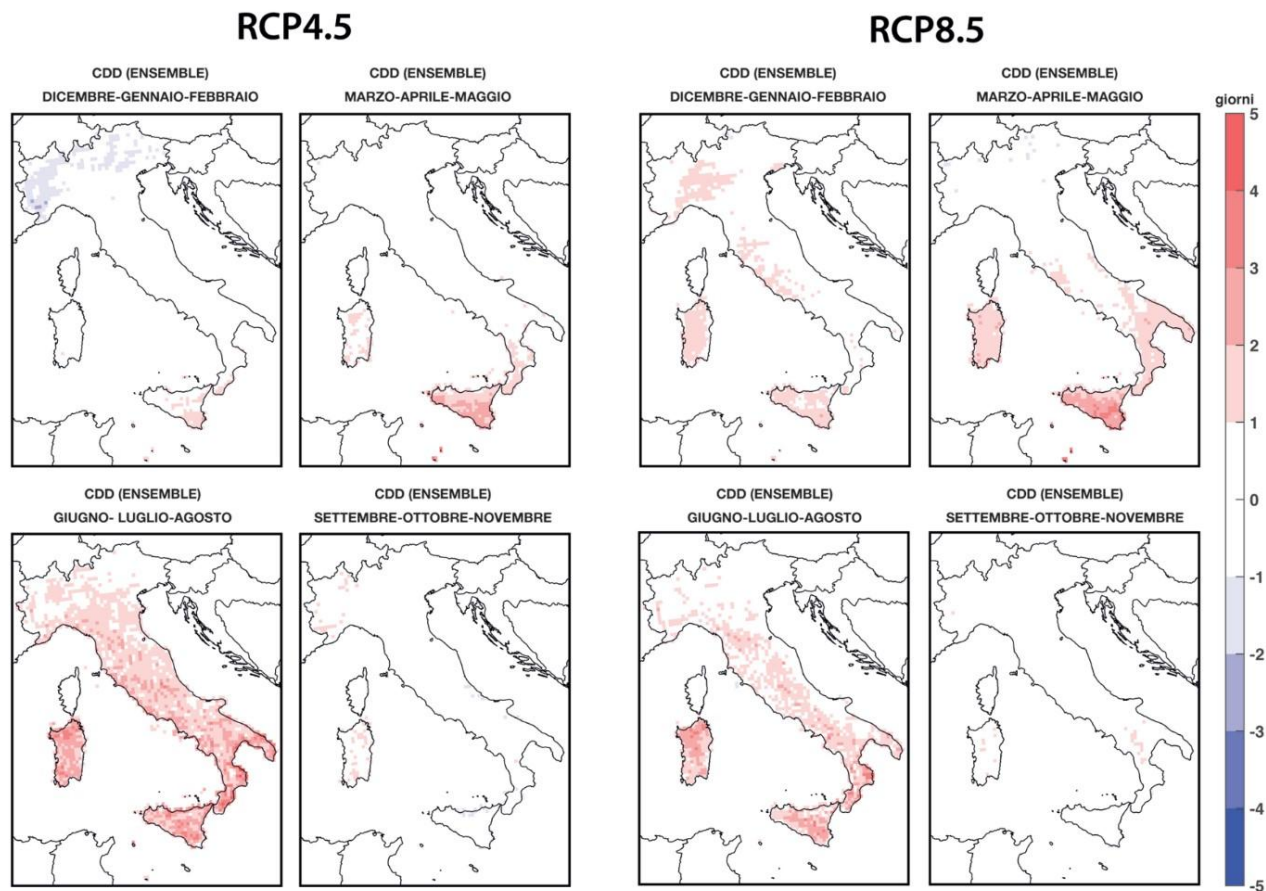 RCP4.5
RCP8.5
CDD (ENSEMBLE)
DICEMBRE-GENNAIO-FEBBRAIO
CDD (ENSEMBLE)
MARZO-APRILE-MAGGIO
CDD (ENSEMBLE)
DICEMBRE-GENNAIO-FEBBRAIO
CDD (ENSEMBLE)
MARZO-APRILE-MAGGIO
CDD (ENSEMBLE)
GIUGNO- LUGLIO-AGOSTO
CDD (ENSEMBLE)
SETTEMBRE-OTTOBRE-NOVEMBRE
CDD (ENSEMBLE)
GIUGNO-LUGLIO-AGOSTO
CDD (ENSEMBLE)
SETTEMBRE-OTTOBRE-NOVEMBRE
giorni
5
4
3
2
1
0
-1
-2
-3
-4
-5